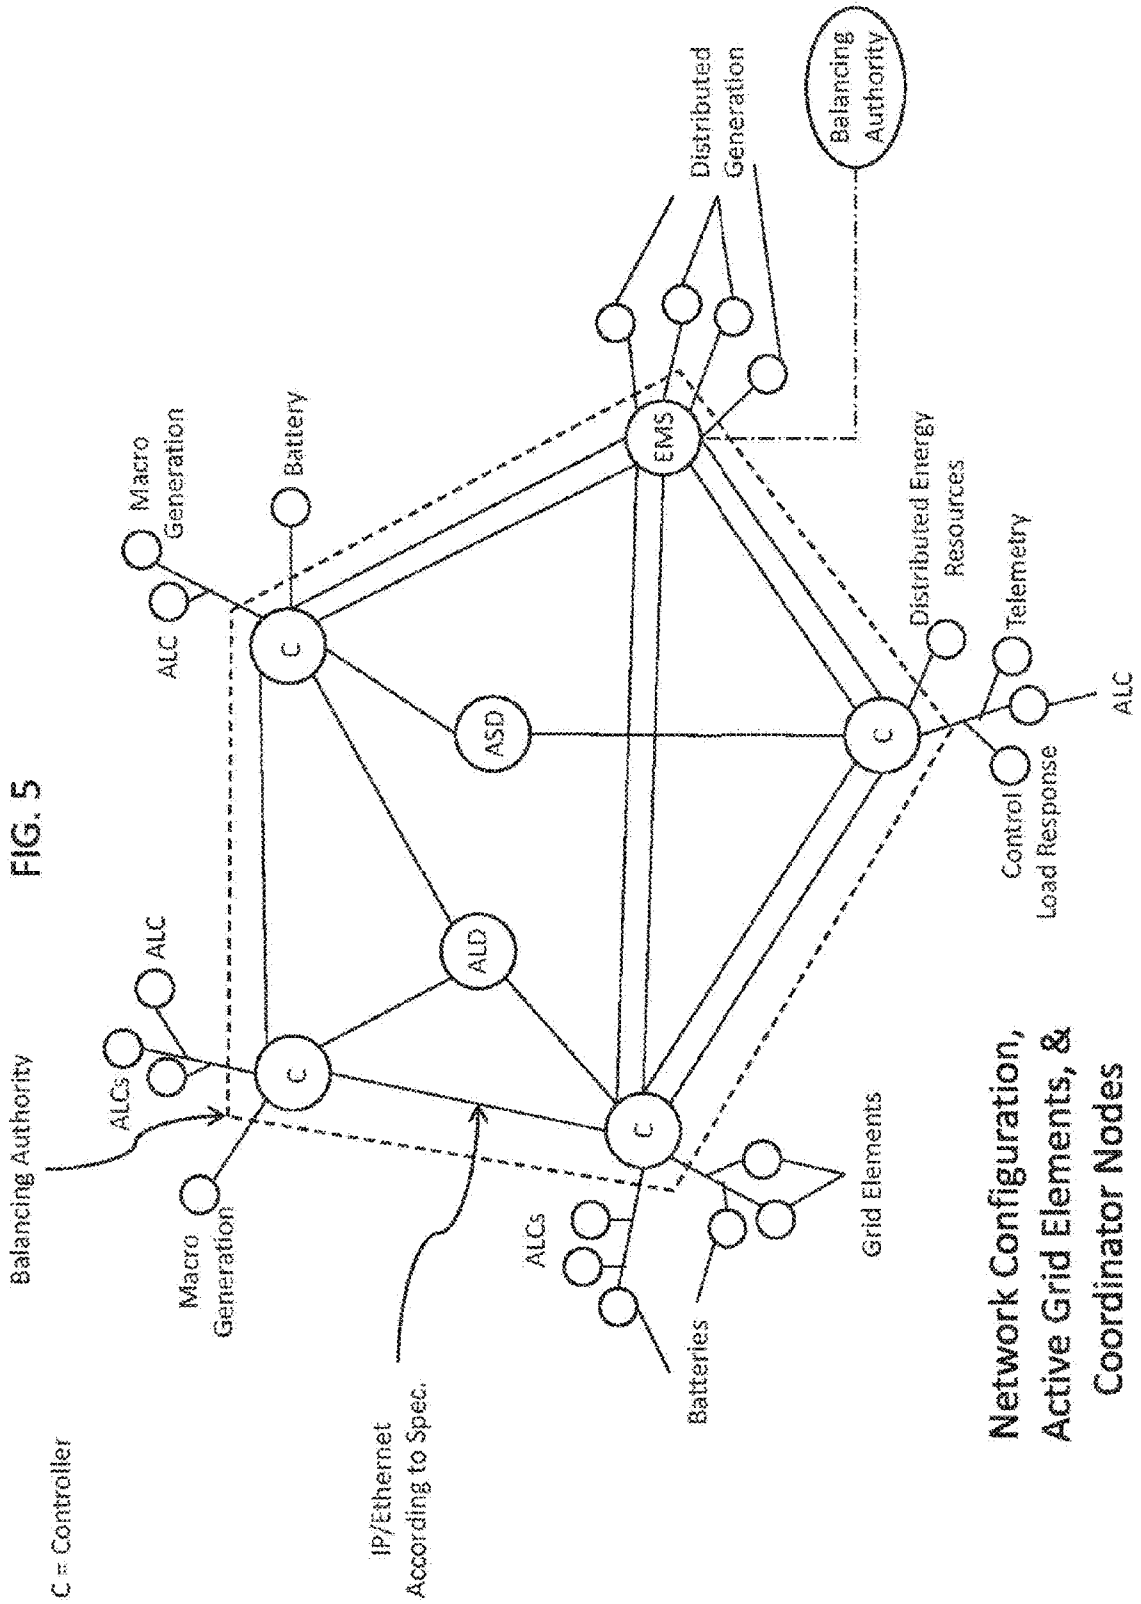 FIG. 5
C = Controller
Balancing Authority
IP/Ethernet
According to Spec.
Macro
Generation
ALCs
ALC
C
ALC
Macro
Generation
Battery
C
ALD
ASD
ALCs
Batteries
C
Grid Elements
EMS
Distributed
Generation
Balancing
Authority
C
Distributed Energy
Resources
Telemetry
ALC
Control
Load Response
Network Configuration,
Active Grid Elements, &
Coordinator Nodes